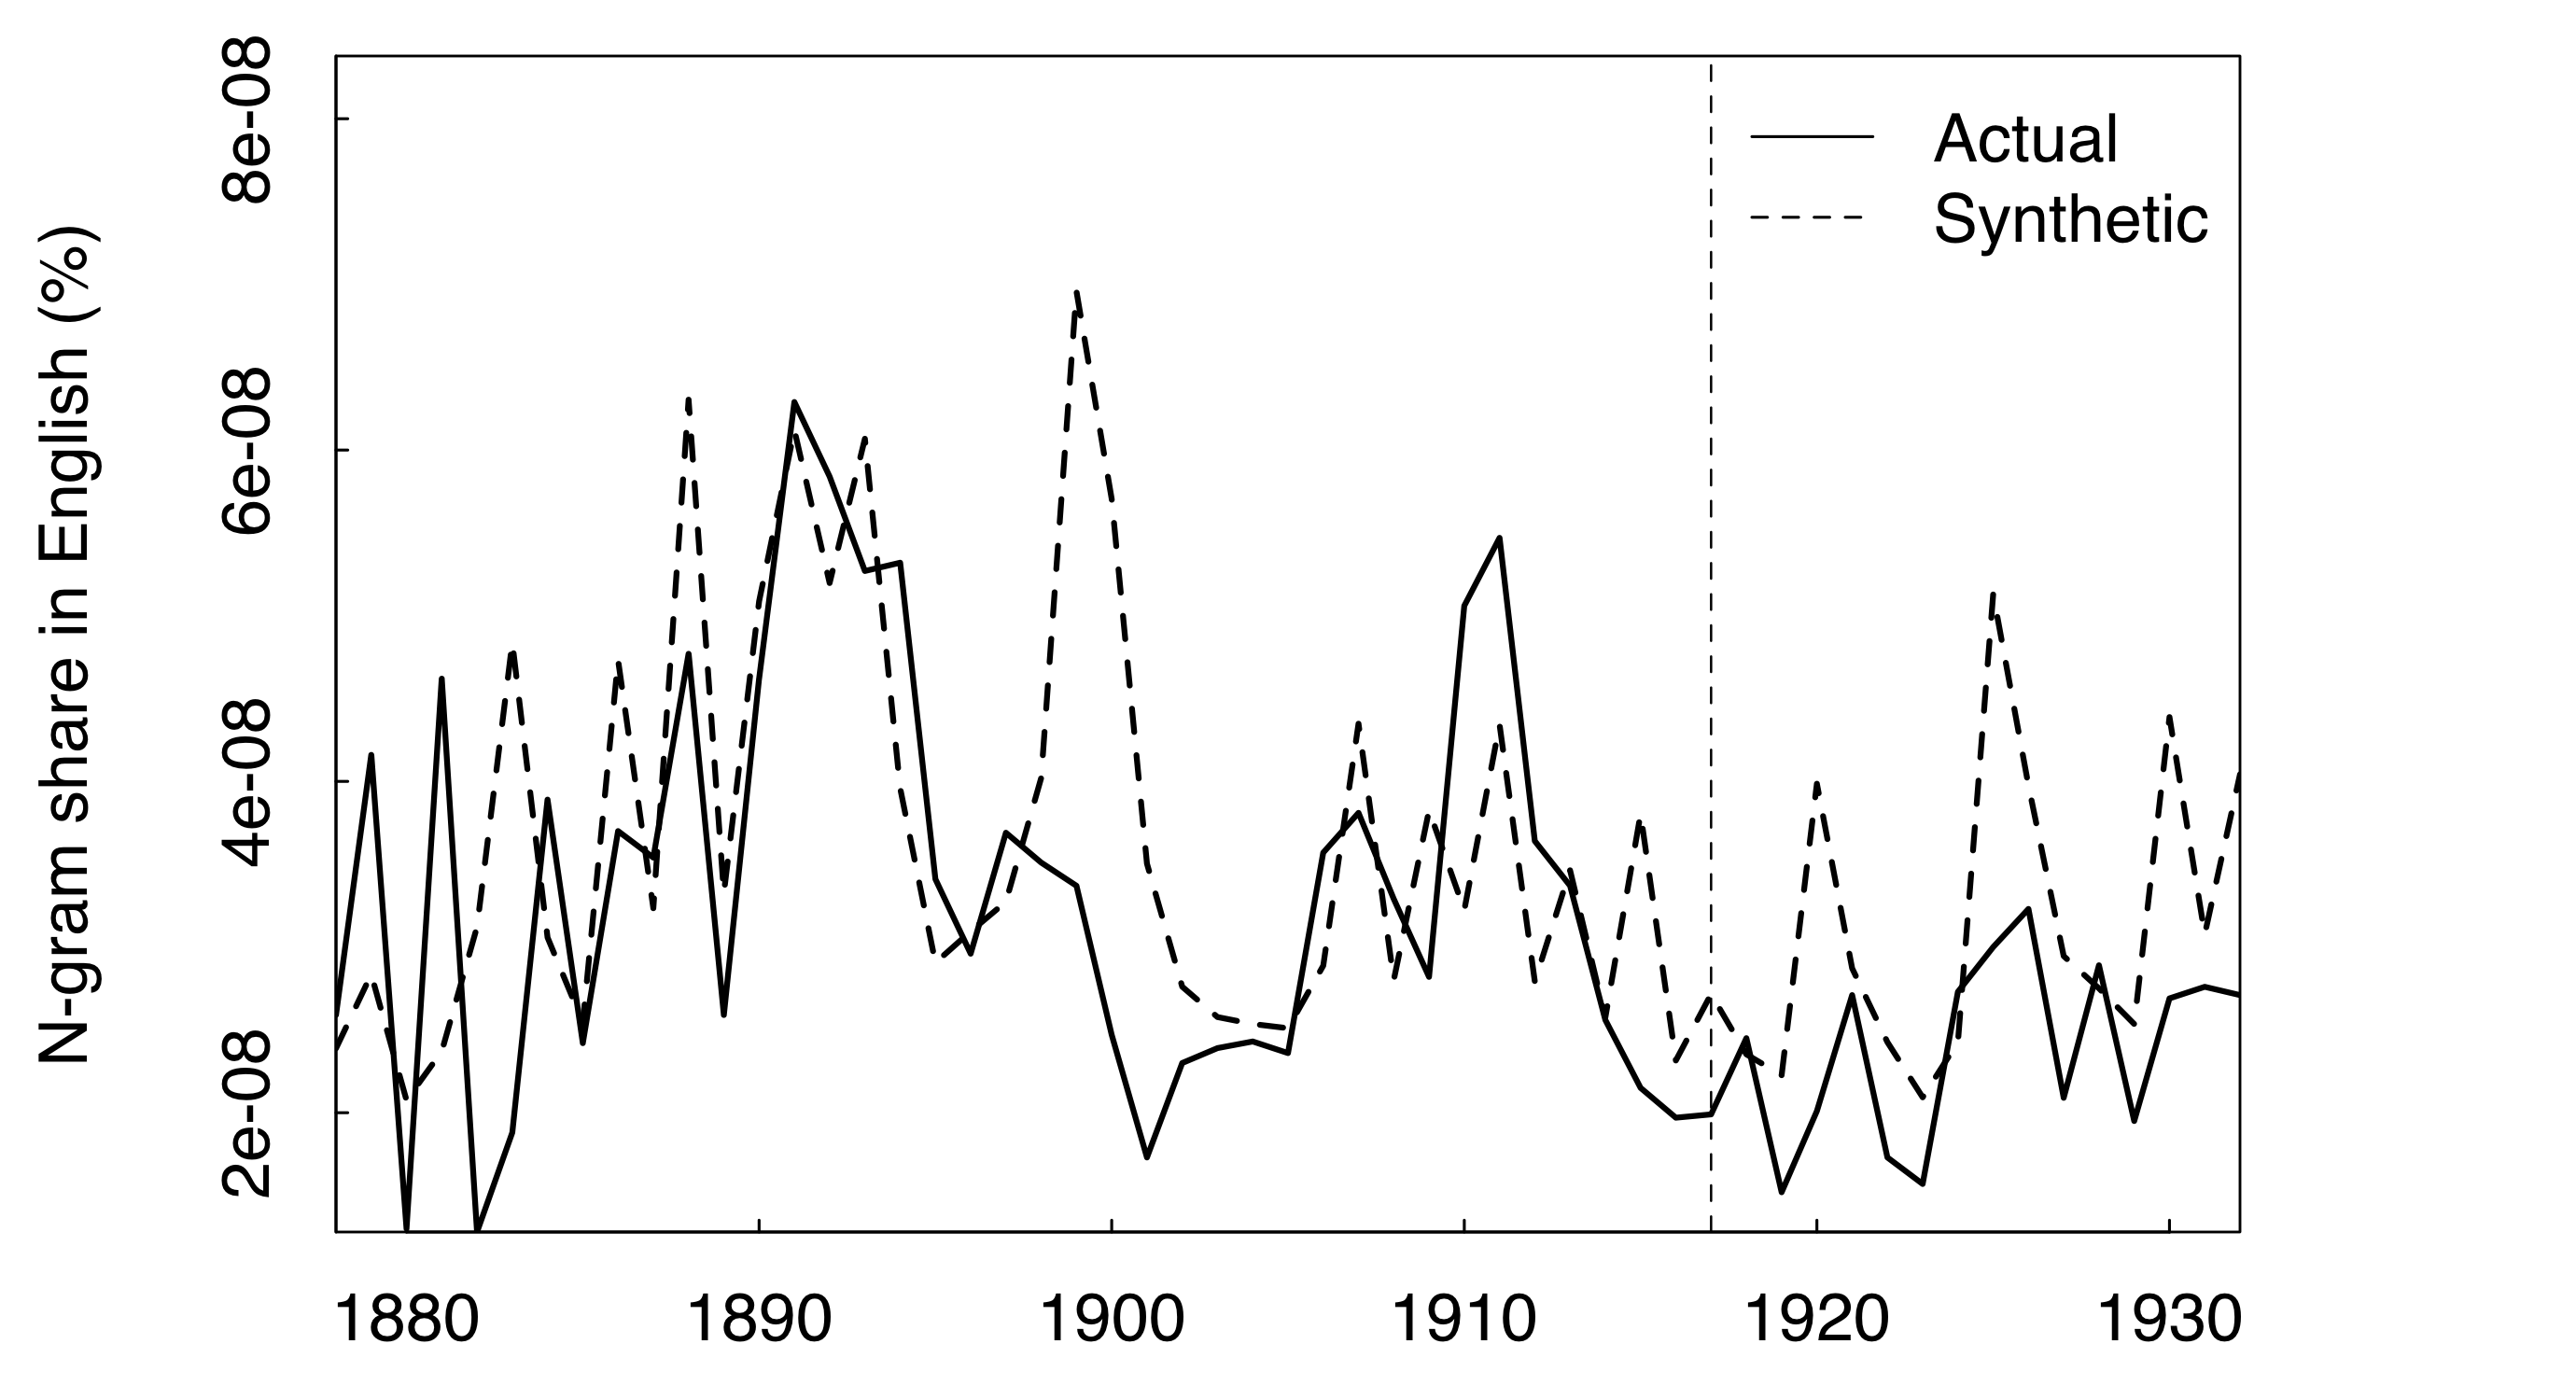 N-gram share in English (%)
8e-08
6e-08
4e-08
2e-08
Actual
Synthetic
1880 1890 1900 1910 1920 1930